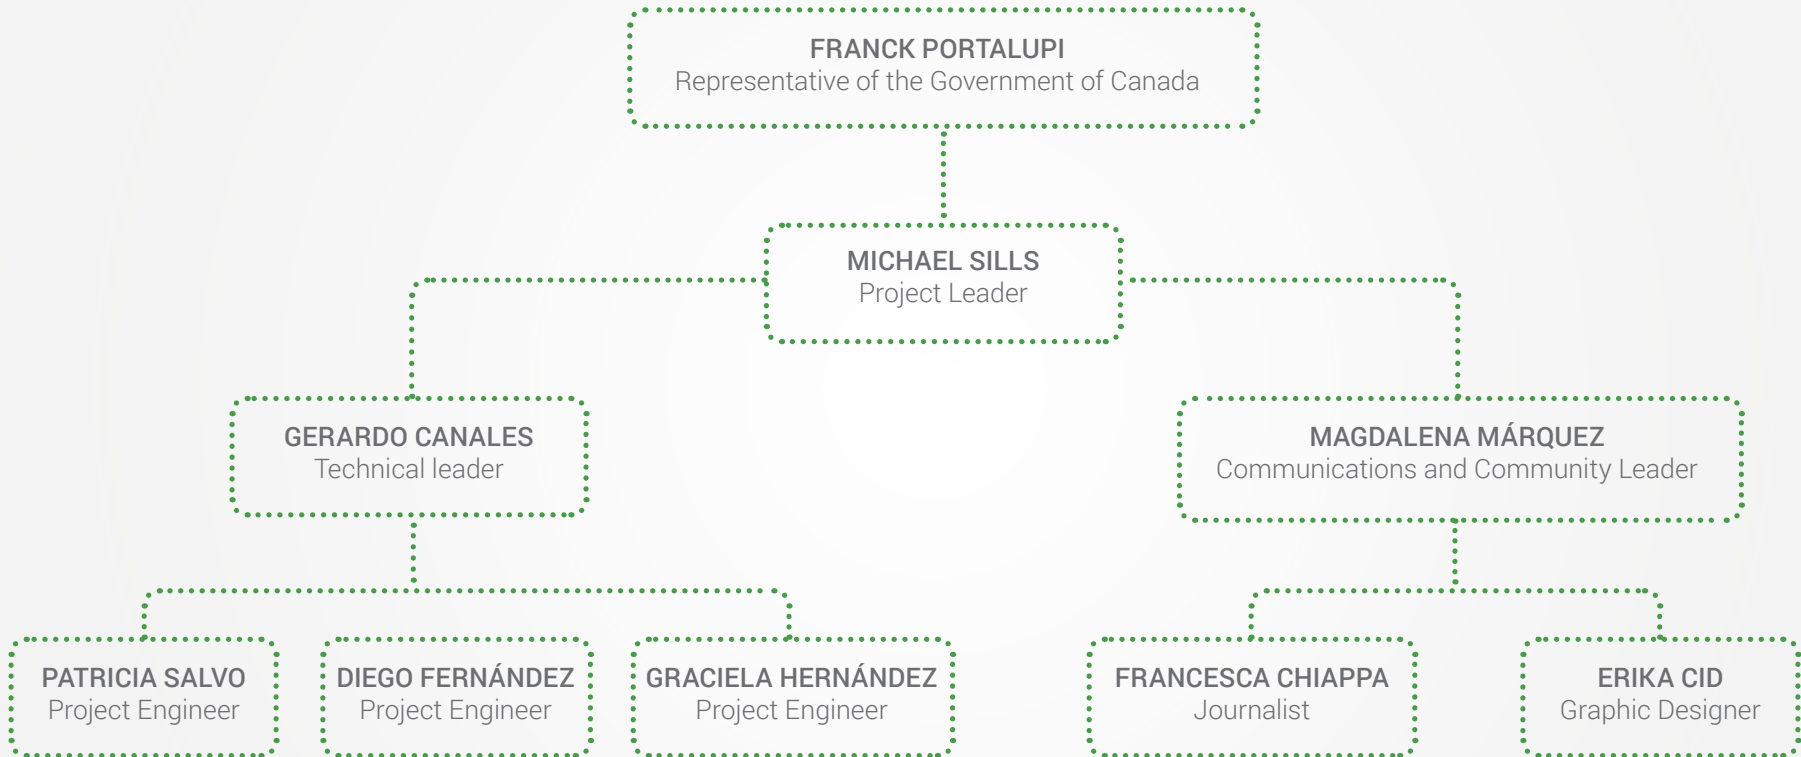 FRANCK PORTALUPI
Representative of the Government of Canada
MICHAEL SILLS
Project Leader
GERARDO CANALES
Technical leader
MAGDALENA MÁRQUEZ
Communications and Community Leader
PATRICIA SALVO
Project Engineer
DIEGO FERNÁNDEZ
Project Engineer
GRACIELA HERNÁNDEZ
Project Engineer
FRANCESCA CHIAPPA
Journalist
ERIKA CID
Graphic Designer